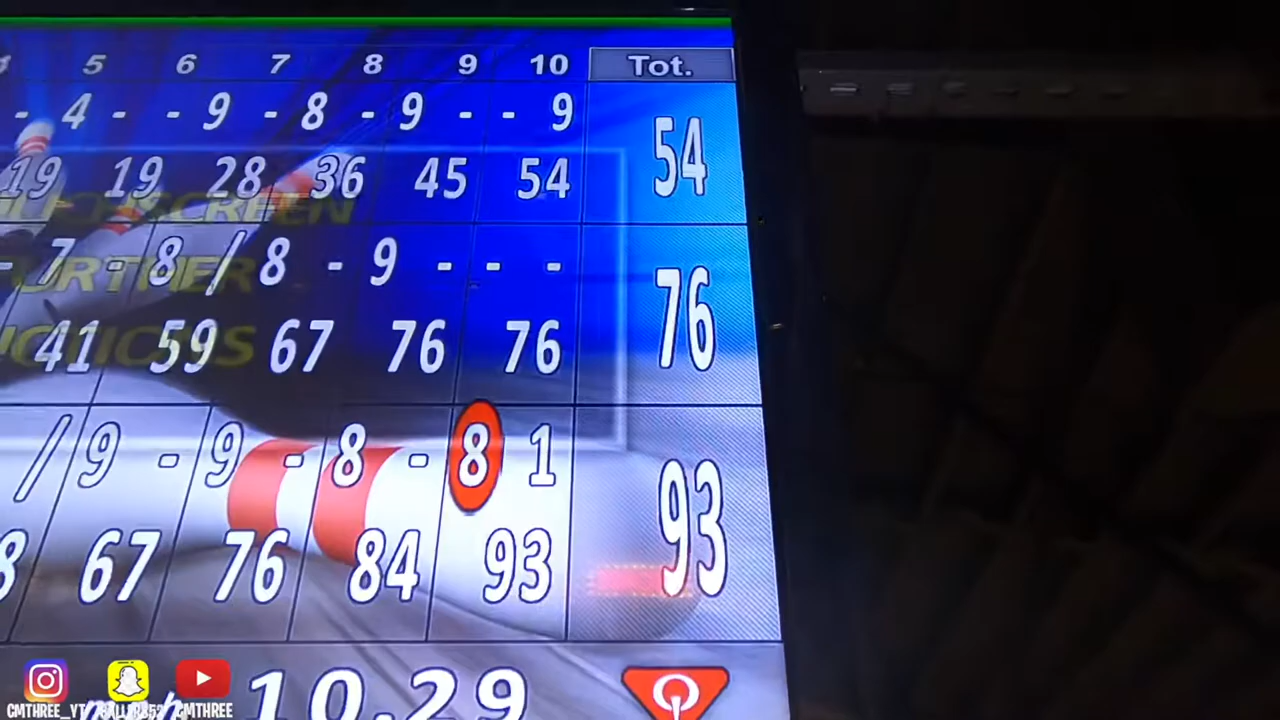 5 6 7 8 9 10 Tot.
- 4 - - 9 - 8 - 9 - - 9
19 19 28 36 45 54 54
- 7 - 8 / 8 - 9 - - -
41 59 67 76 76 76
/ 9 - 9 - 8 - 8 1
8 67 76 84 93 93
10.29
CMTHREE_YT CMTHREE